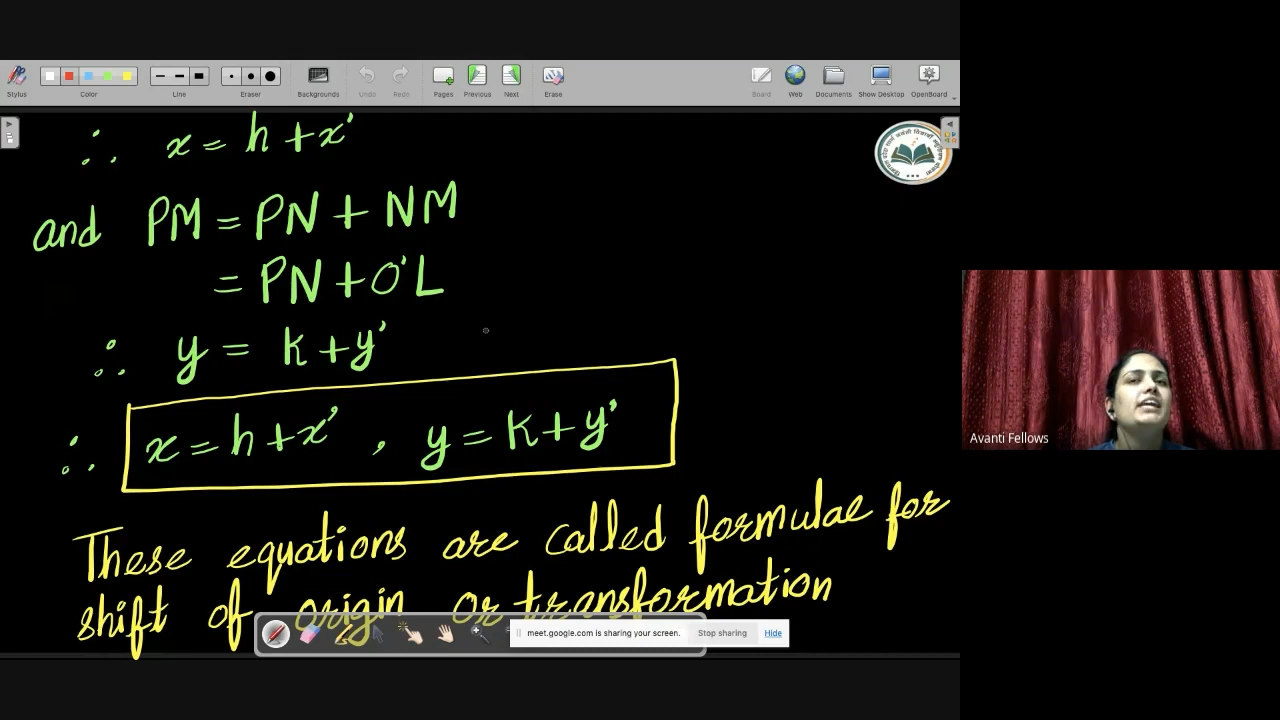 Stylus Color Line Eraser Backgrounds Undo Redo Pages Previous Next Erase Board Web Documents Show Desktop OpenBoard
∴ x = h + x'
and PM = PN + NM
= PN + O'L
∴ y = k + y'
∴ x = h + x' , y = k + y'
These equations are called formulae for
shift of origin or transformation
meet.google.com is sharing your screen. Stop sharing Hide
Avanti Fellows